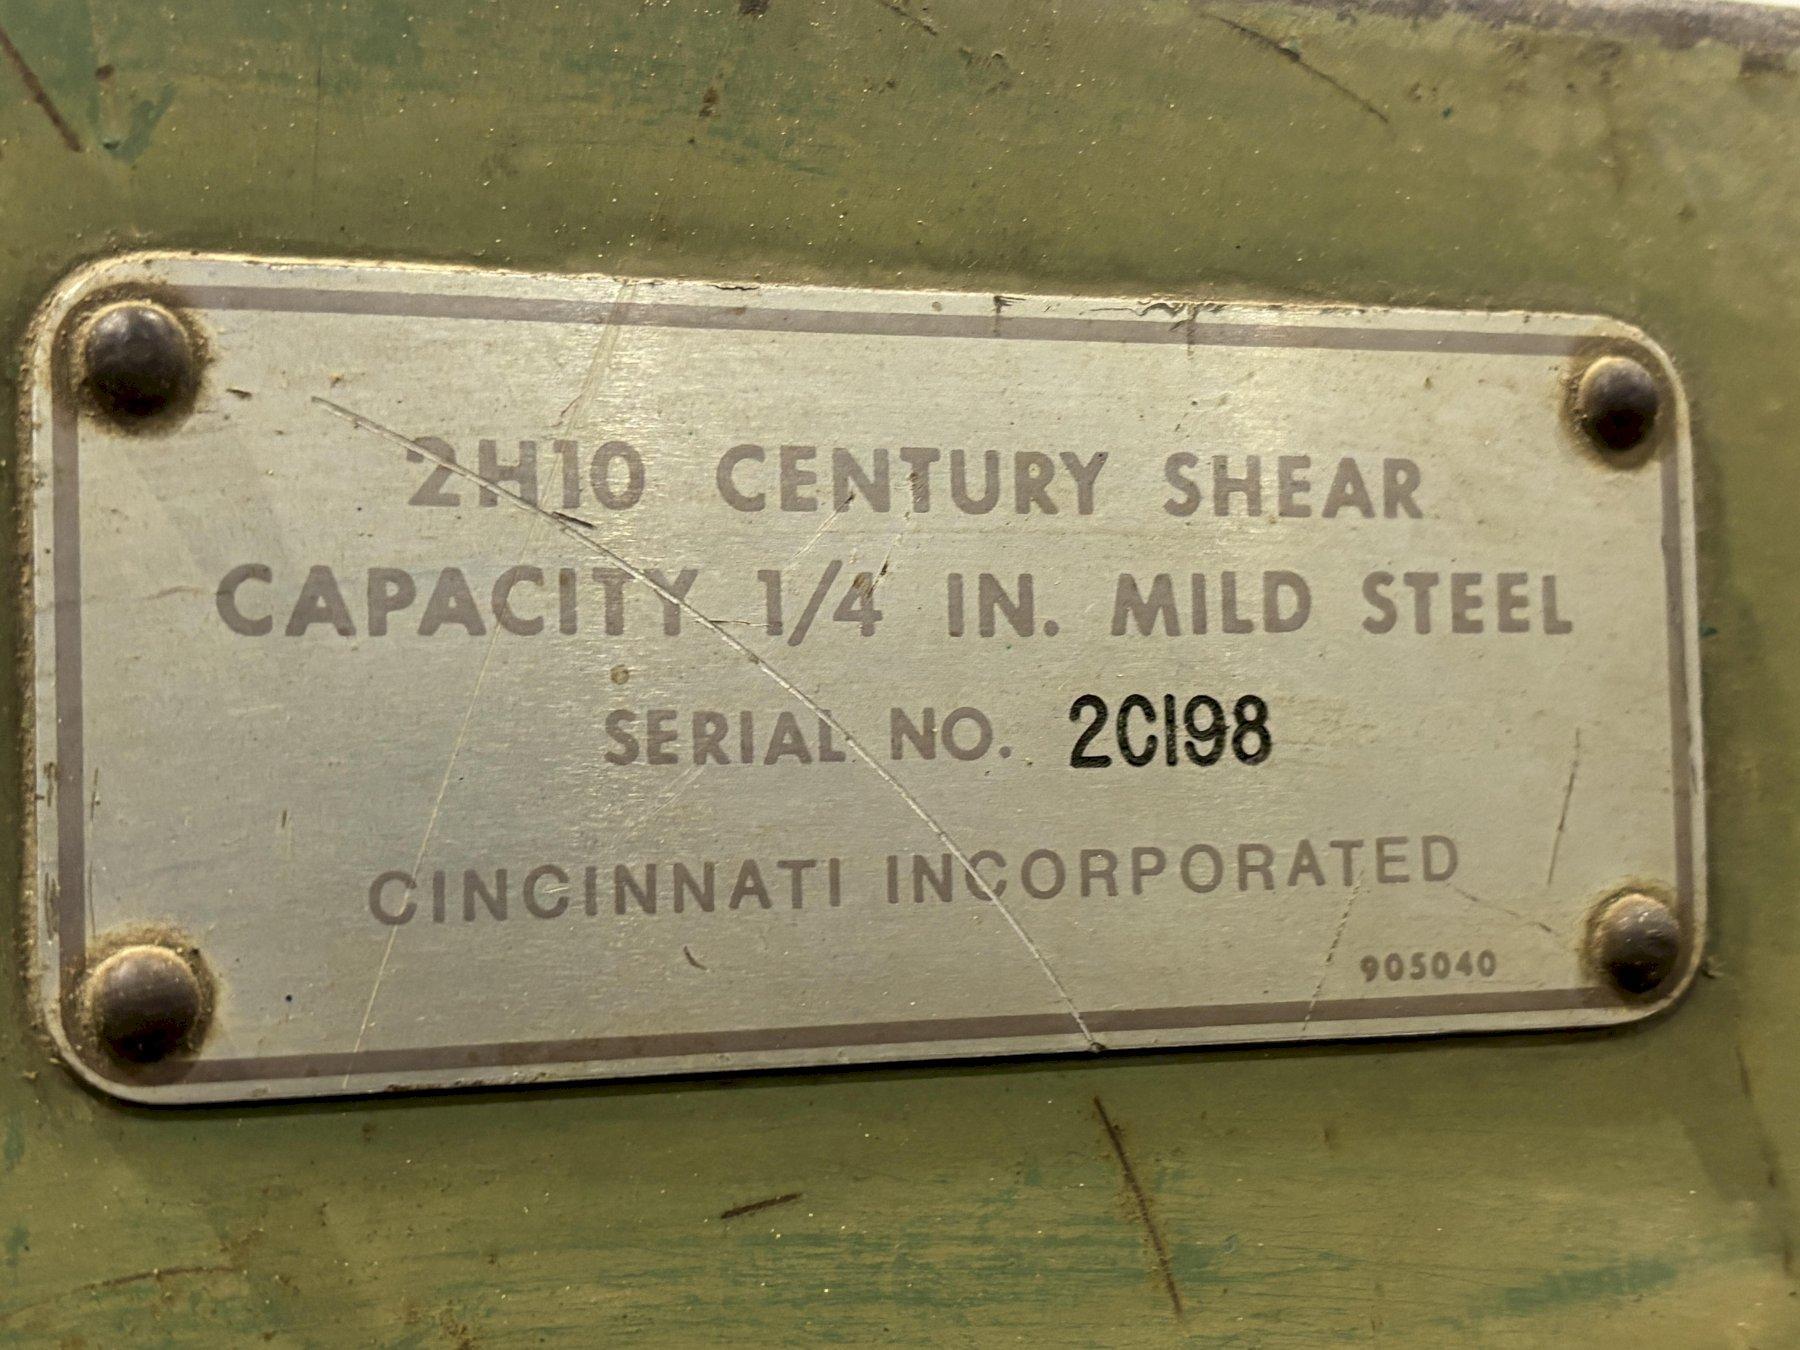 2H10 CENTURY SHEAR
CAPACITY 1/4 IN. MILD STEEL
SERIAL NO. 2C198
CINCINNATI INCORPORATED
905040